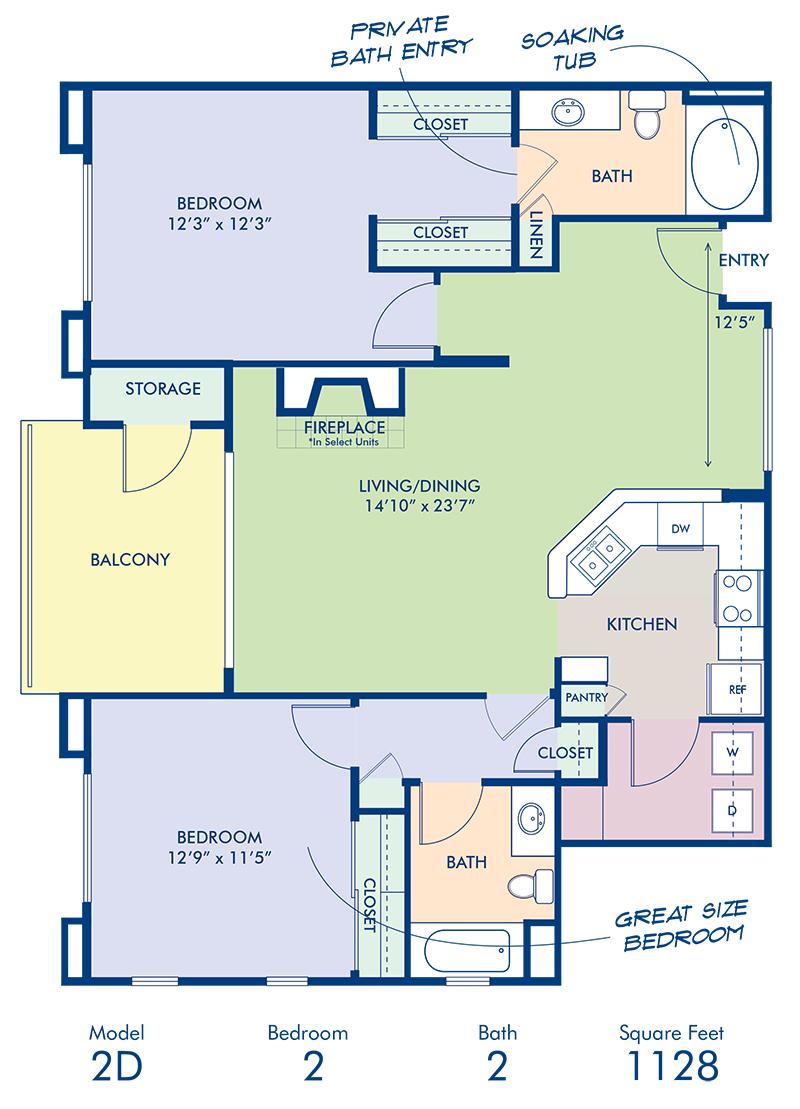 PRIVATE
BATH ENTRY
SOAKING
TUB
CLOSET
BEDROOM
12'3” x 12'3”
BATH
CLOSET
LINEN
ENTRY
12'5”
STORAGE
FIREPLACE
*In Select Units
LIVING/DINING
14'10” x 23'7”
DW
BALCONY
KITCHEN
REF
PANTRY
CLOSET
W
D
BEDROOM
12'9” x 11'5”
BATH
CLOSET
GREAT SIZE
BEDROOM
Model Bedroom Bath Square Feet
2D 2 2 1128